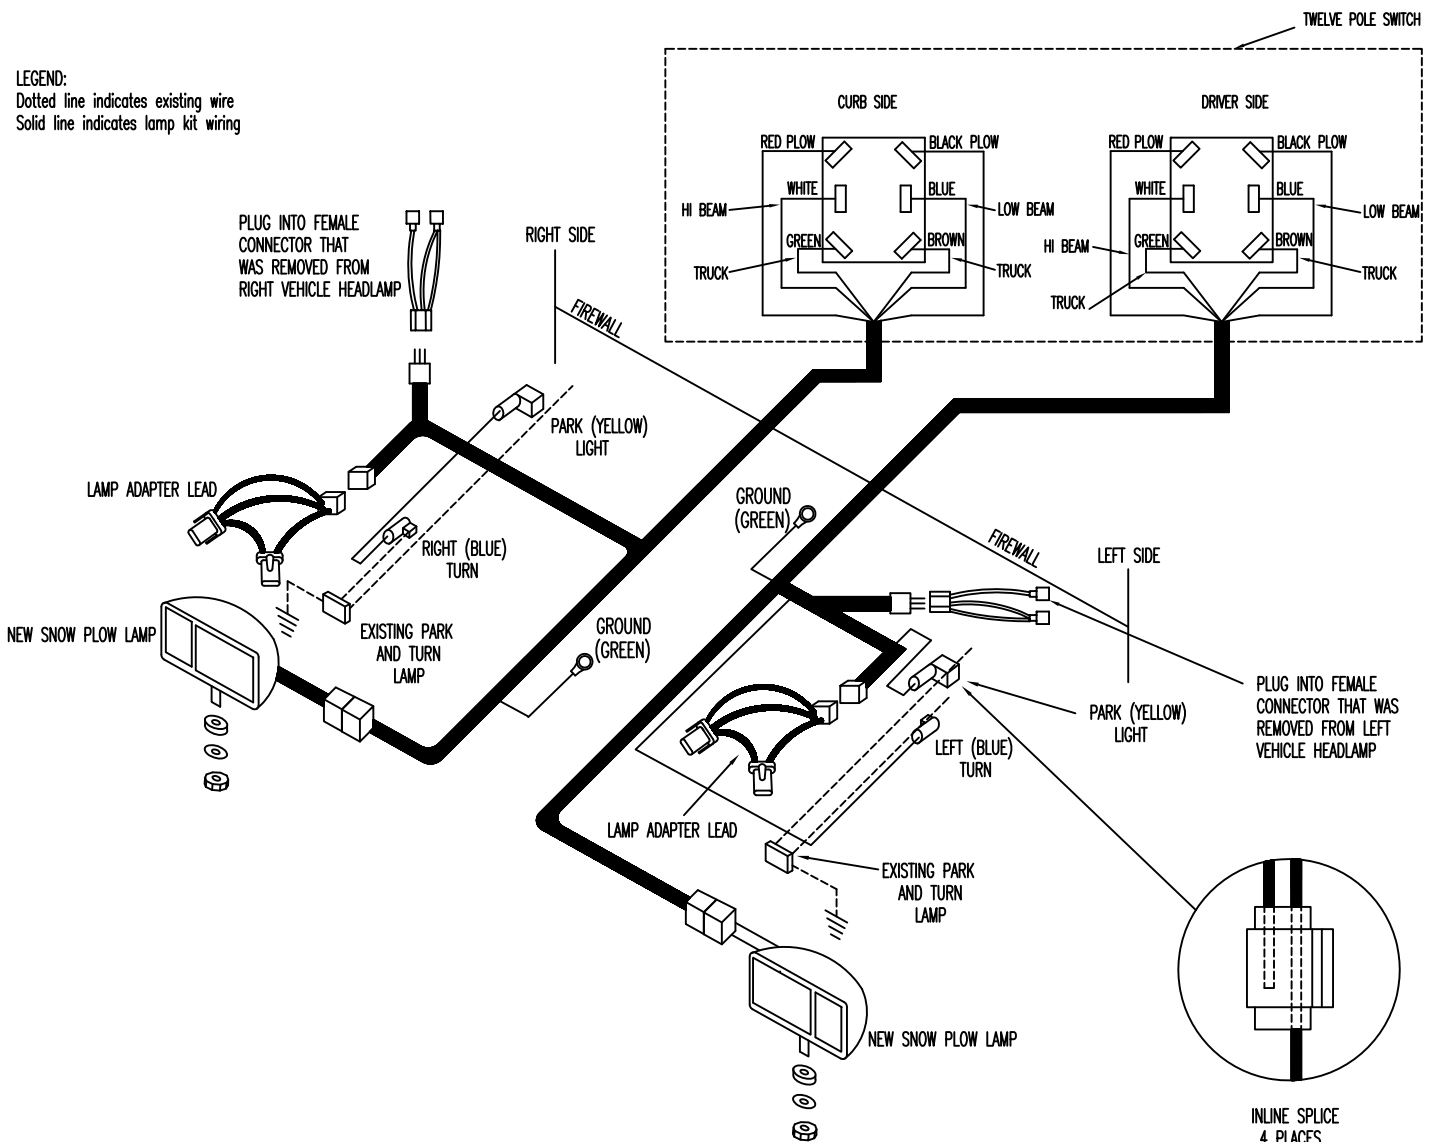 TWELVE POLE SWITCH
LEGEND:
Dotted line indicates existing wire
Solid line indicates lamp kit wiring
CURB SIDE
RED PLOW
BLACK PLOW
WHITE
BLUE
HI BEAM
LOW BEAM
GREEN
BROWN
TRUCK
TRUCK
DRIVER SIDE
RED PLOW
BLACK PLOW
WHITE
BLUE
LOW BEAM
HI BEAM
GREEN
BROWN
TRUCK
TRUCK
PLUG INTO FEMALE
CONNECTOR THAT
WAS REMOVED FROM
RIGHT VEHICLE HEADLAMP
RIGHT SIDE
FIREWALL
PARK (YELLOW)
LIGHT
LAMP ADAPTER LEAD
RIGHT (BLUE)
TURN
GROUND
(GREEN)
FIREWALL
LEFT SIDE
NEW SNOW PLOW LAMP
EXISTING PARK
AND TURN
LAMP
GROUND
(GREEN)
PLUG INTO FEMALE
CONNECTOR THAT WAS
REMOVED FROM LEFT
VEHICLE HEADLAMP
PARK (YELLOW)
LIGHT
LEFT (BLUE)
TURN
LAMP ADAPTER LEAD
EXISTING PARK
AND TURN
LAMP
NEW SNOW PLOW LAMP
INLINE SPLICE
4 PLACES